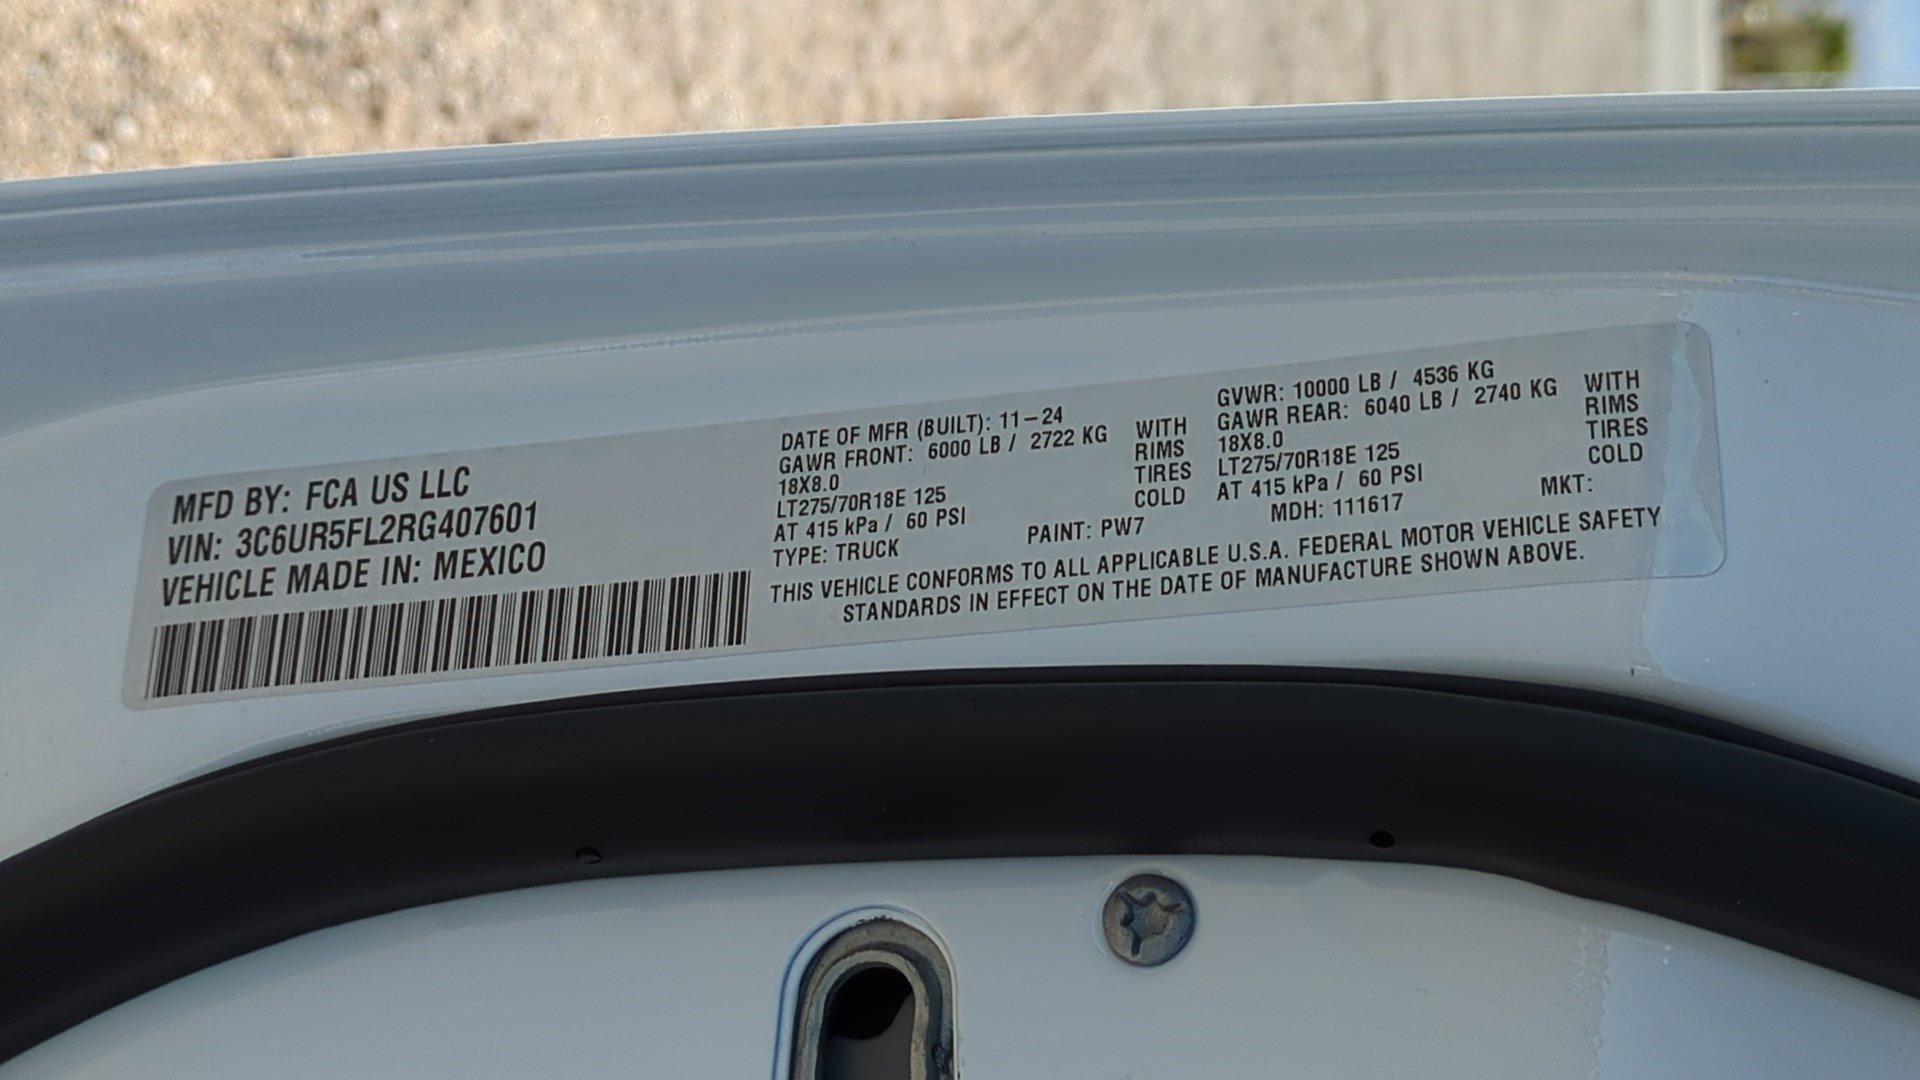 MFD BY: FCA US LLC
VIN: 3C6UR5FL2RG407601
VEHICLE MADE IN: MEXICO
DATE OF MFR (BUILT): 11-24
GAWR FRONT: 6000 LB / 2722 KG WITH
18X8.0 RIMS
LT275/70R18E 125 TIRES
AT 415 kPa / 60 PSI COLD
TYPE: TRUCK PAINT: PW7
GVWR: 10000 LB / 4536 KG
GAWR REAR: 6040 LB / 2740 KG WITH
18X8.0 RIMS
LT275/70R18E 125 TIRES
AT 415 kPa / 60 PSI COLD
MDH: 111617 MKT:
THIS VEHICLE CONFORMS TO ALL APPLICABLE U.S.A. FEDERAL MOTOR VEHICLE SAFETY
STANDARDS IN EFFECT ON THE DATE OF MANUFACTURE SHOWN ABOVE.